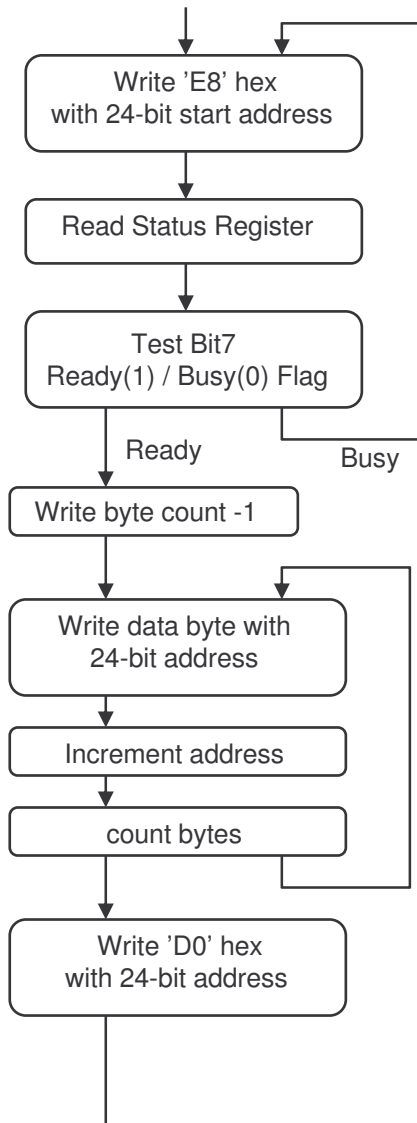 Write 'E8' hex
with 24-bit start address
Read Status Register
Test Bit7
Ready(1) / Busy(0) Flag
Ready
Busy
Write byte count -1
Write data byte with
24-bit address
Increment address
count bytes
Write 'D0' hex
with 24-bit address